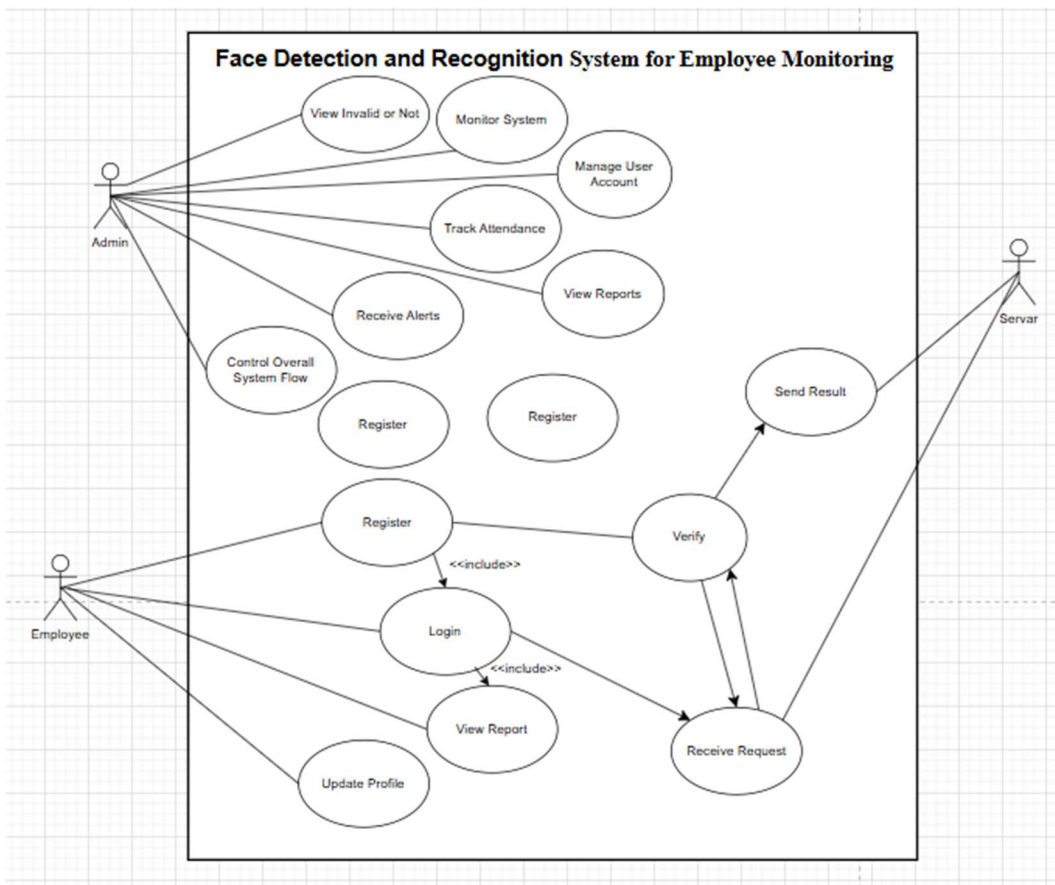 Face Detection and Recognition System for Employee Monitoring
View Invalid or Not
Monitor System
Manage User
Account
Admin
Track Attendance
View Reports
Servar
Receive Alerts
Control Overall
System Flow
Send Result
Register
Register
Register
Verify
<<include>>
Employee
Login
<<include>>
View Report
Receive Request
Update Profile